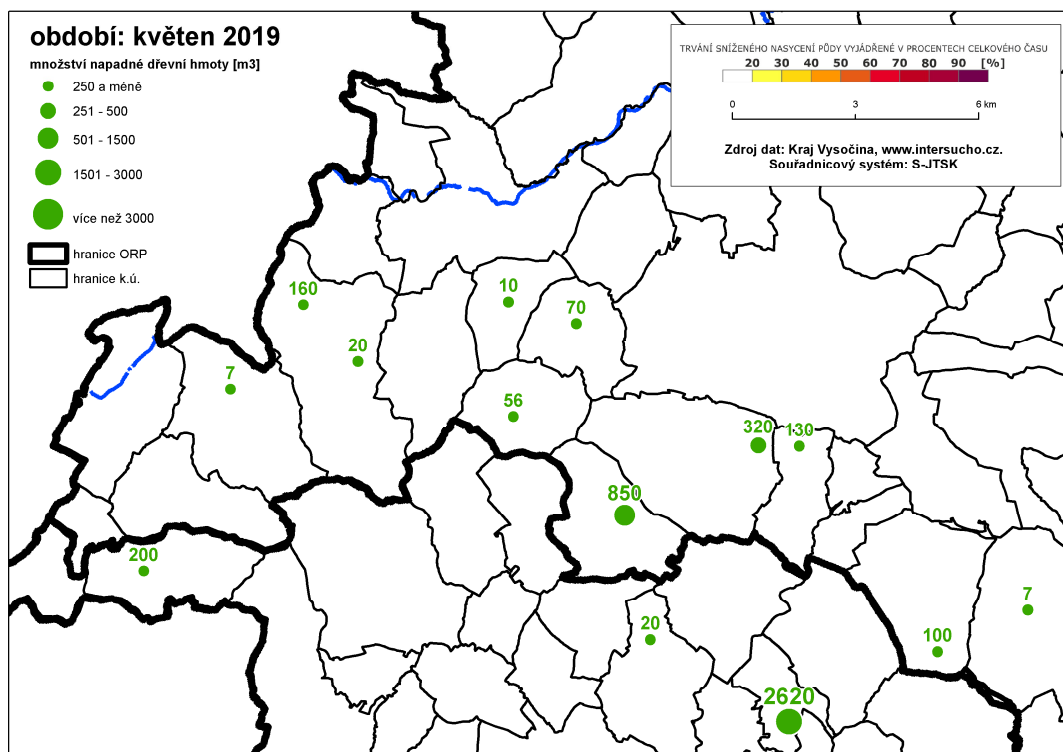 období: květen 2019
množství napadné dřevní hmoty [m3]
250 a méně
251 - 500
501 - 1500
1501 - 3000
více než 3000
hranice ORP
hranice k.ú.
TRVÁNÍ SNÍŽENÉHO NASYCENÍ PŮDY VYJÁDŘENÉ V PROCENTECH CELKOVÉHO ČASU
20 30 40 50 60 70 80 90 [%]
0 3 6 km
Zdroj dat: Kraj Vysočina, www.intersucho.cz.
Souřadnicový systém: S-JTSK
160
10
70
20
7
56
320
130
850
200
7
20
100
2620